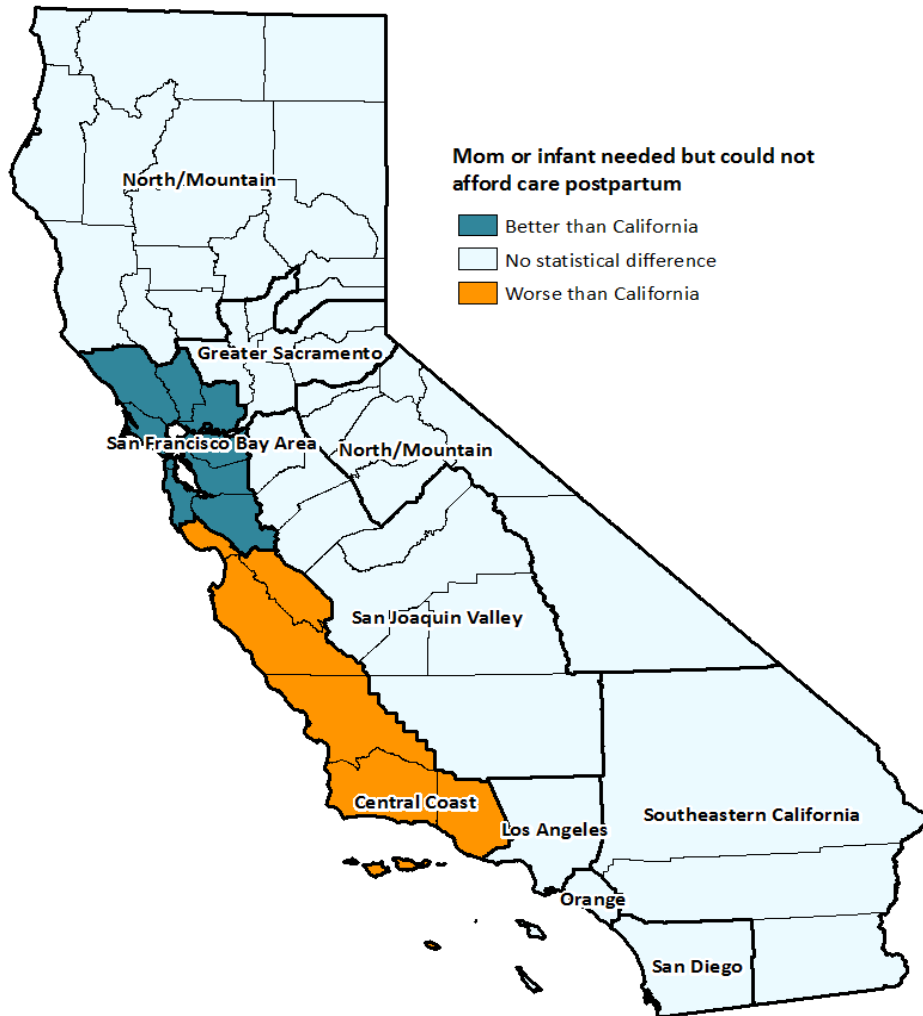 Mom or infant needed but could not
afford care postpartum
Better than California
No statistical difference
Worse than California
North/Mountain
Greater Sacramento
San Francisco Bay Area
North/Mountain
San Joaquin Valley
Central Coast
Los Angeles
Southeastern California
Orange
San Diego